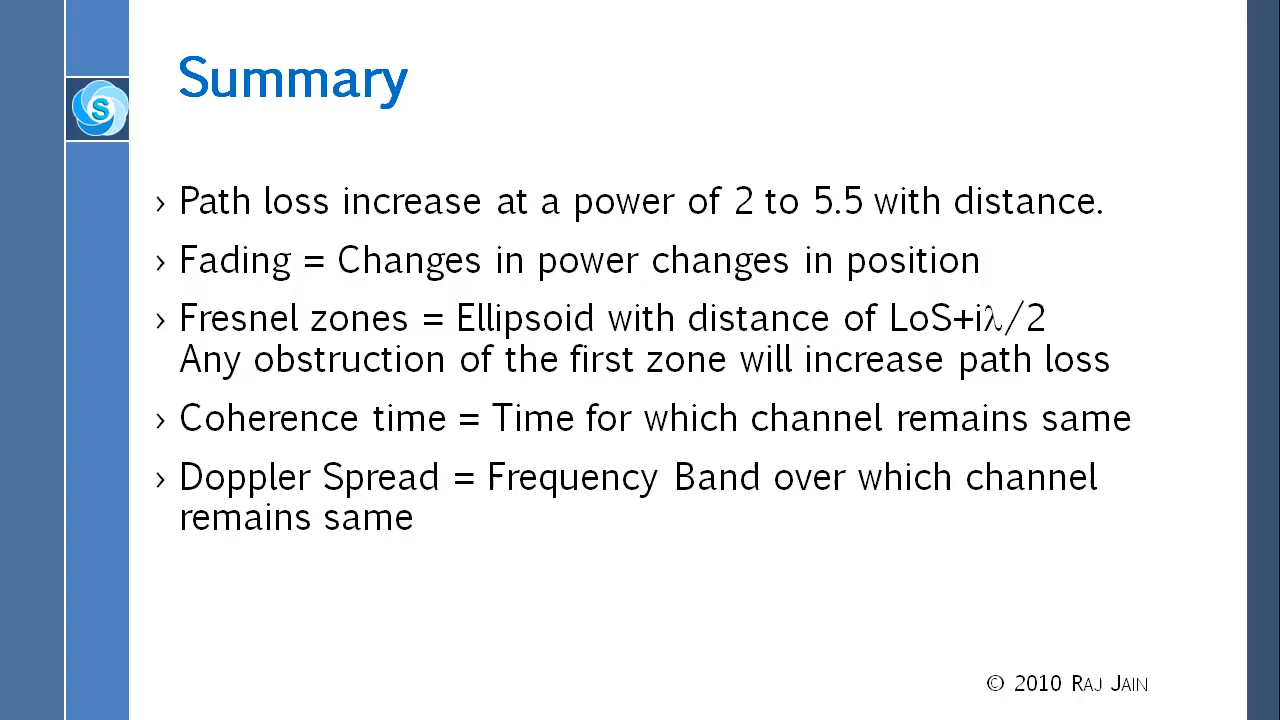 Summary
S
› Path loss increase at a power of 2 to 5.5 with distance.
› Fading = Changes in power changes in position
› Fresnel zones = Ellipsoid with distance of LoS+iλ/2
Any obstruction of the first zone will increase path loss
› Coherence time = Time for which channel remains same
› Doppler Spread = Frequency Band over which channel
remains same
© 2010 RAJ JAIN